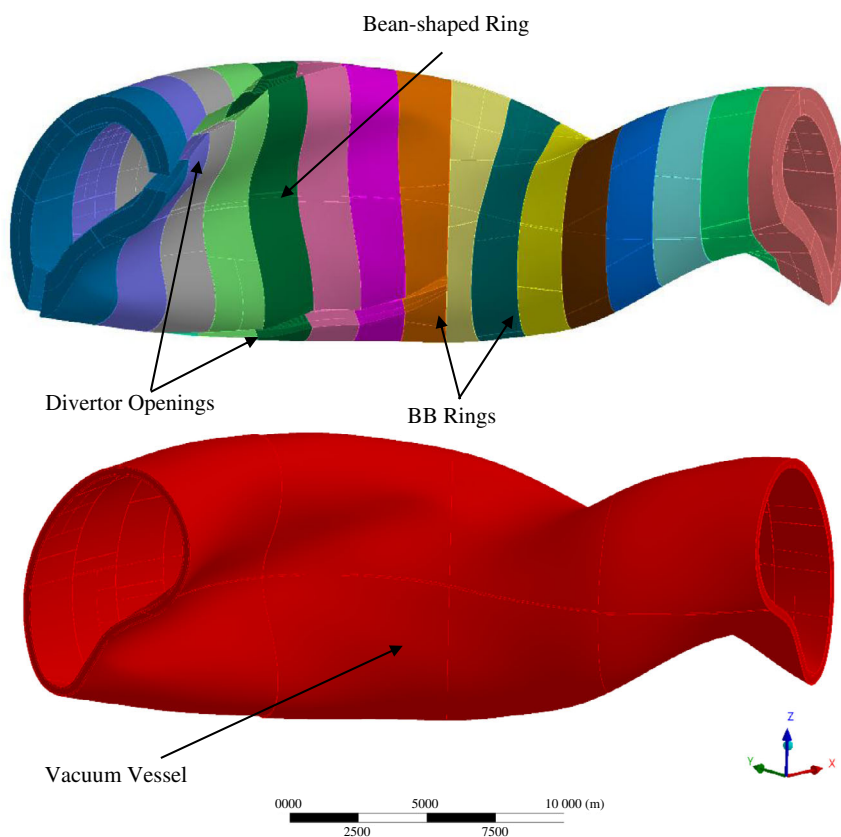 Bean-shaped Ring
Divertor Openings
BB Rings
Vacuum Vessel
Z
Y
X
0000 5000 10 000 (m)
2500 7500